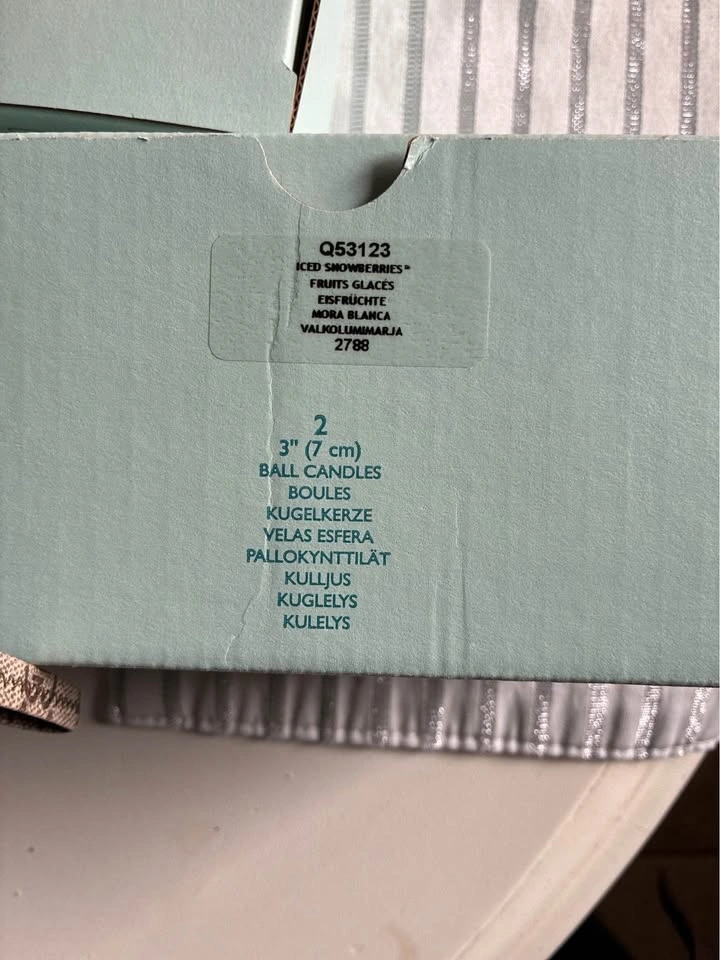 Q53123
ICED SNOWBERRIES™
FRUITS GLACÉS
EISFRÜCHTE
MORA BLANCA
VALKOLUMIMARJA
2788
2
3" (7 cm)
BALL CANDLES
BOULES
KUGELKERZE
VELAS ESFERA
PALLOKYNTTILÄT
KULLJUS
KUGLELYS
KULELYS